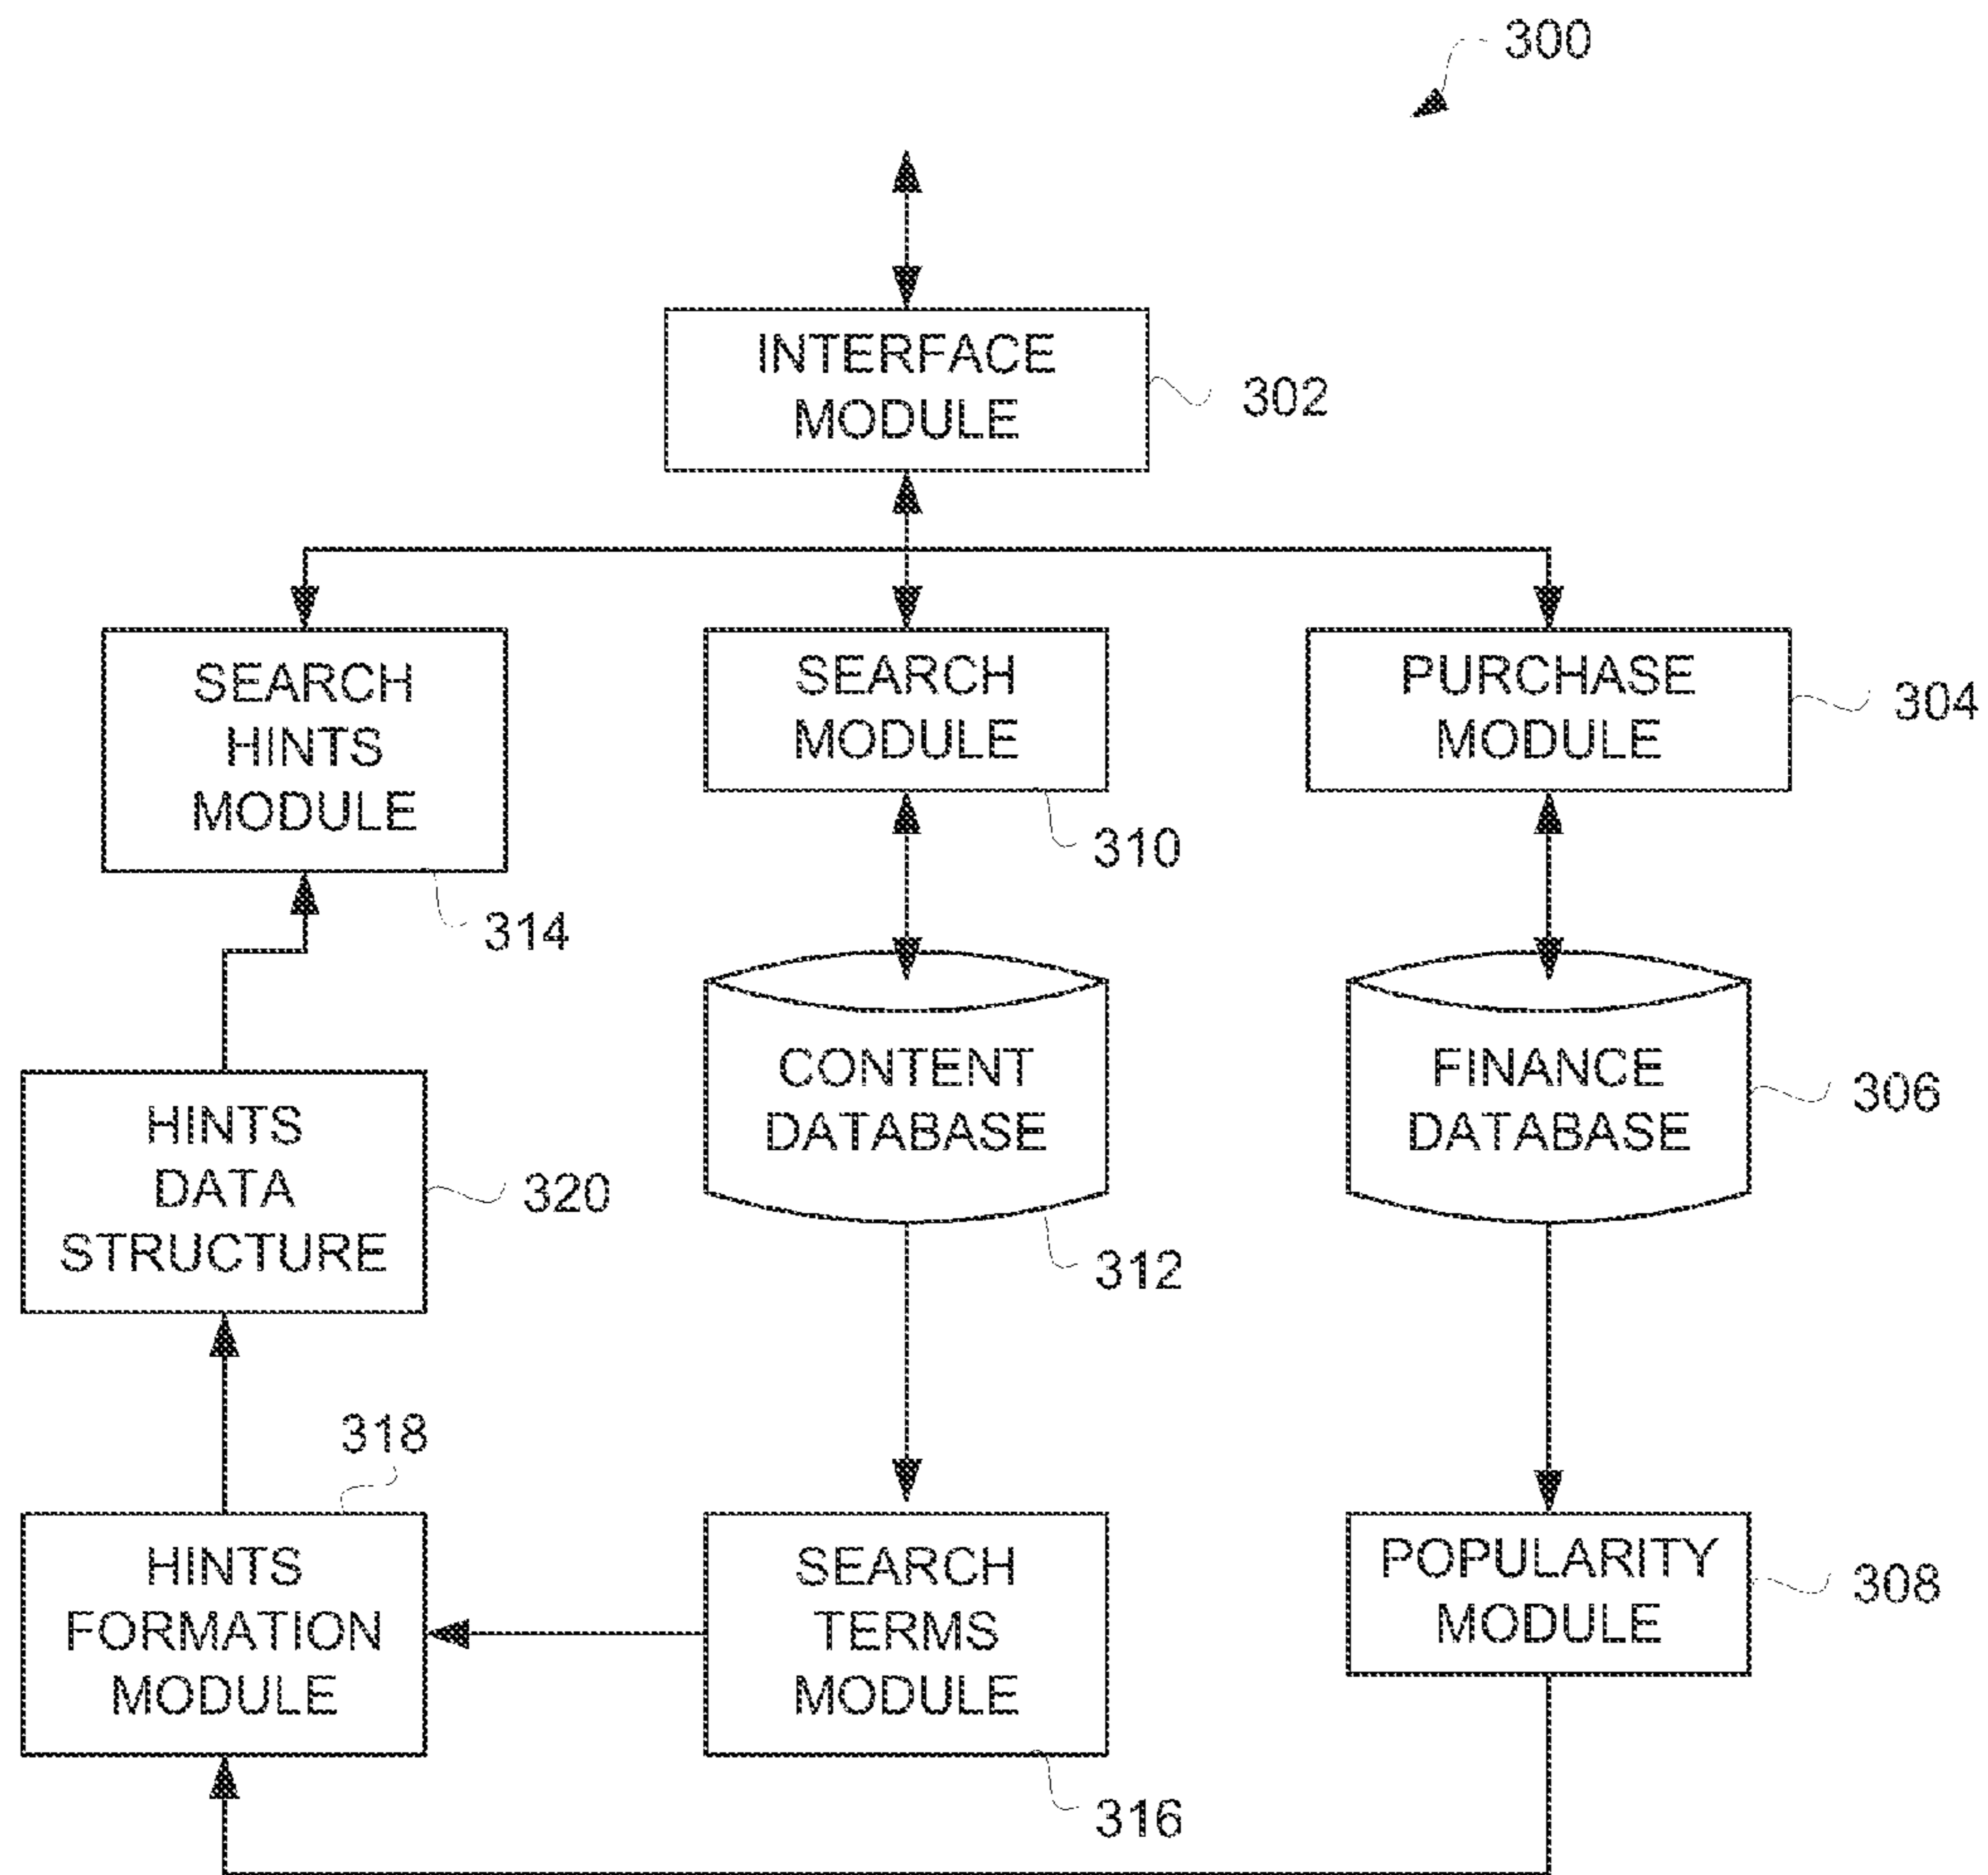 300
INTERFACE
MODULE
302
SEARCH
HINTS
MODULE
314
SEARCH
MODULE
310
PURCHASE
MODULE
304
HINTS
DATA
STRUCTURE
320
CONTENT
DATABASE
312
FINANCE
DATABASE
306
318
HINTS
FORMATION
MODULE
SEARCH
TERMS
MODULE
316
POPULARITY
MODULE
308